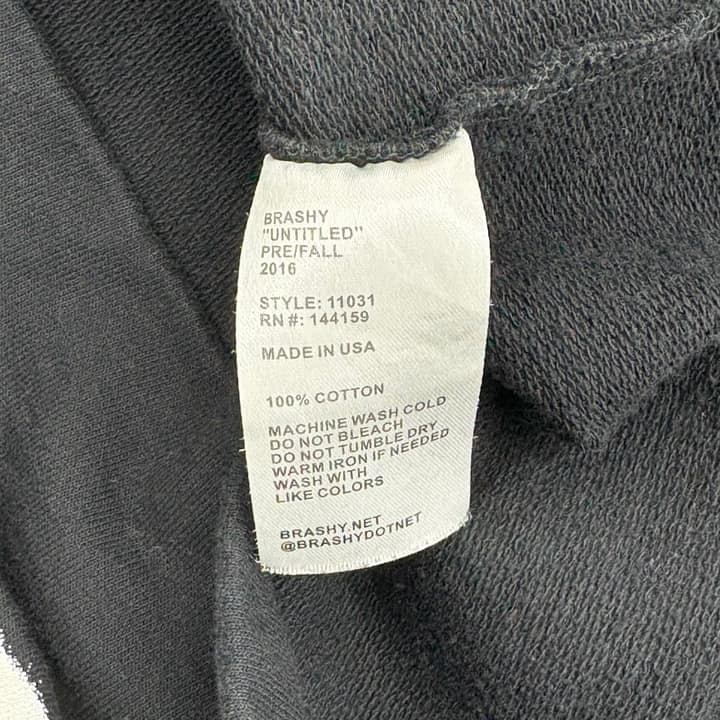 BRASHY
"UNTITLED"
PRE/FALL
2016
STYLE: 11031
RN #: 144159
MADE IN USA
100% COTTON
MACHINE WASH COLD
DO NOT BLEACH
DO NOT TUMBLE DRY
WARM IRON IF NEEDED
WASH WITH
LIKE COLORS
BRASHY.NET
@BRASHYDOTNET